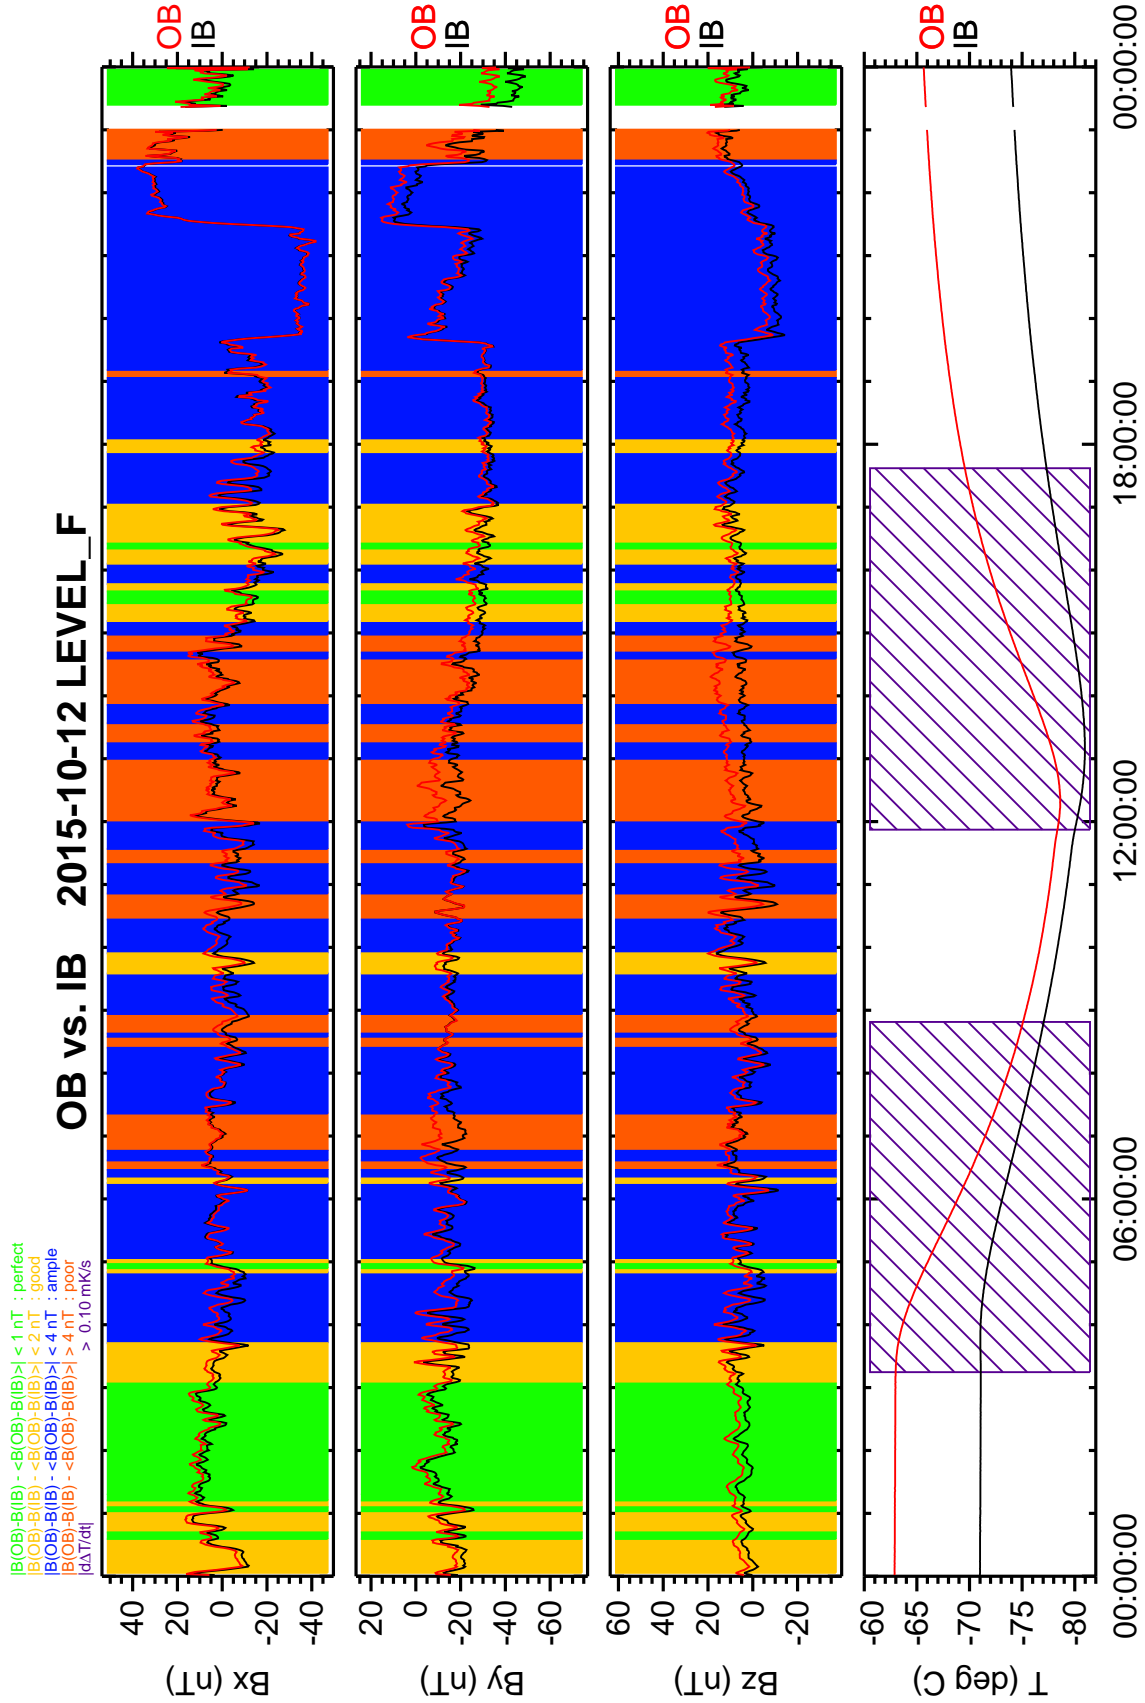 |B(OB)-B(IB) - <B(OB)-B(IB)>| < 1 nT : perfect
|B(OB)-B(IB) - <B(OB)-B(IB)>| < 2 nT : good
|B(OB)-B(IB) - <B(OB)-B(IB)>| < 4 nT : ample
|B(OB)-B(IB) - <B(OB)-B(IB)>| > 4 nT : poor
|dΔT/dt| > 0.10 mK/s
OB vs. IB 2015-10-12 LEVEL_F
Bx (nT)
40
20
0
-20
-40
OB
IB
By (nT)
20
0
-20
-40
-60
OB
IB
Bz (nT)
60
40
20
0
-20
OB
IB
T (deg C)
-60
-65
-70
-75
-80
OB
IB
00:00:00
06:00:00
12:00:00
18:00:00
00:00:00